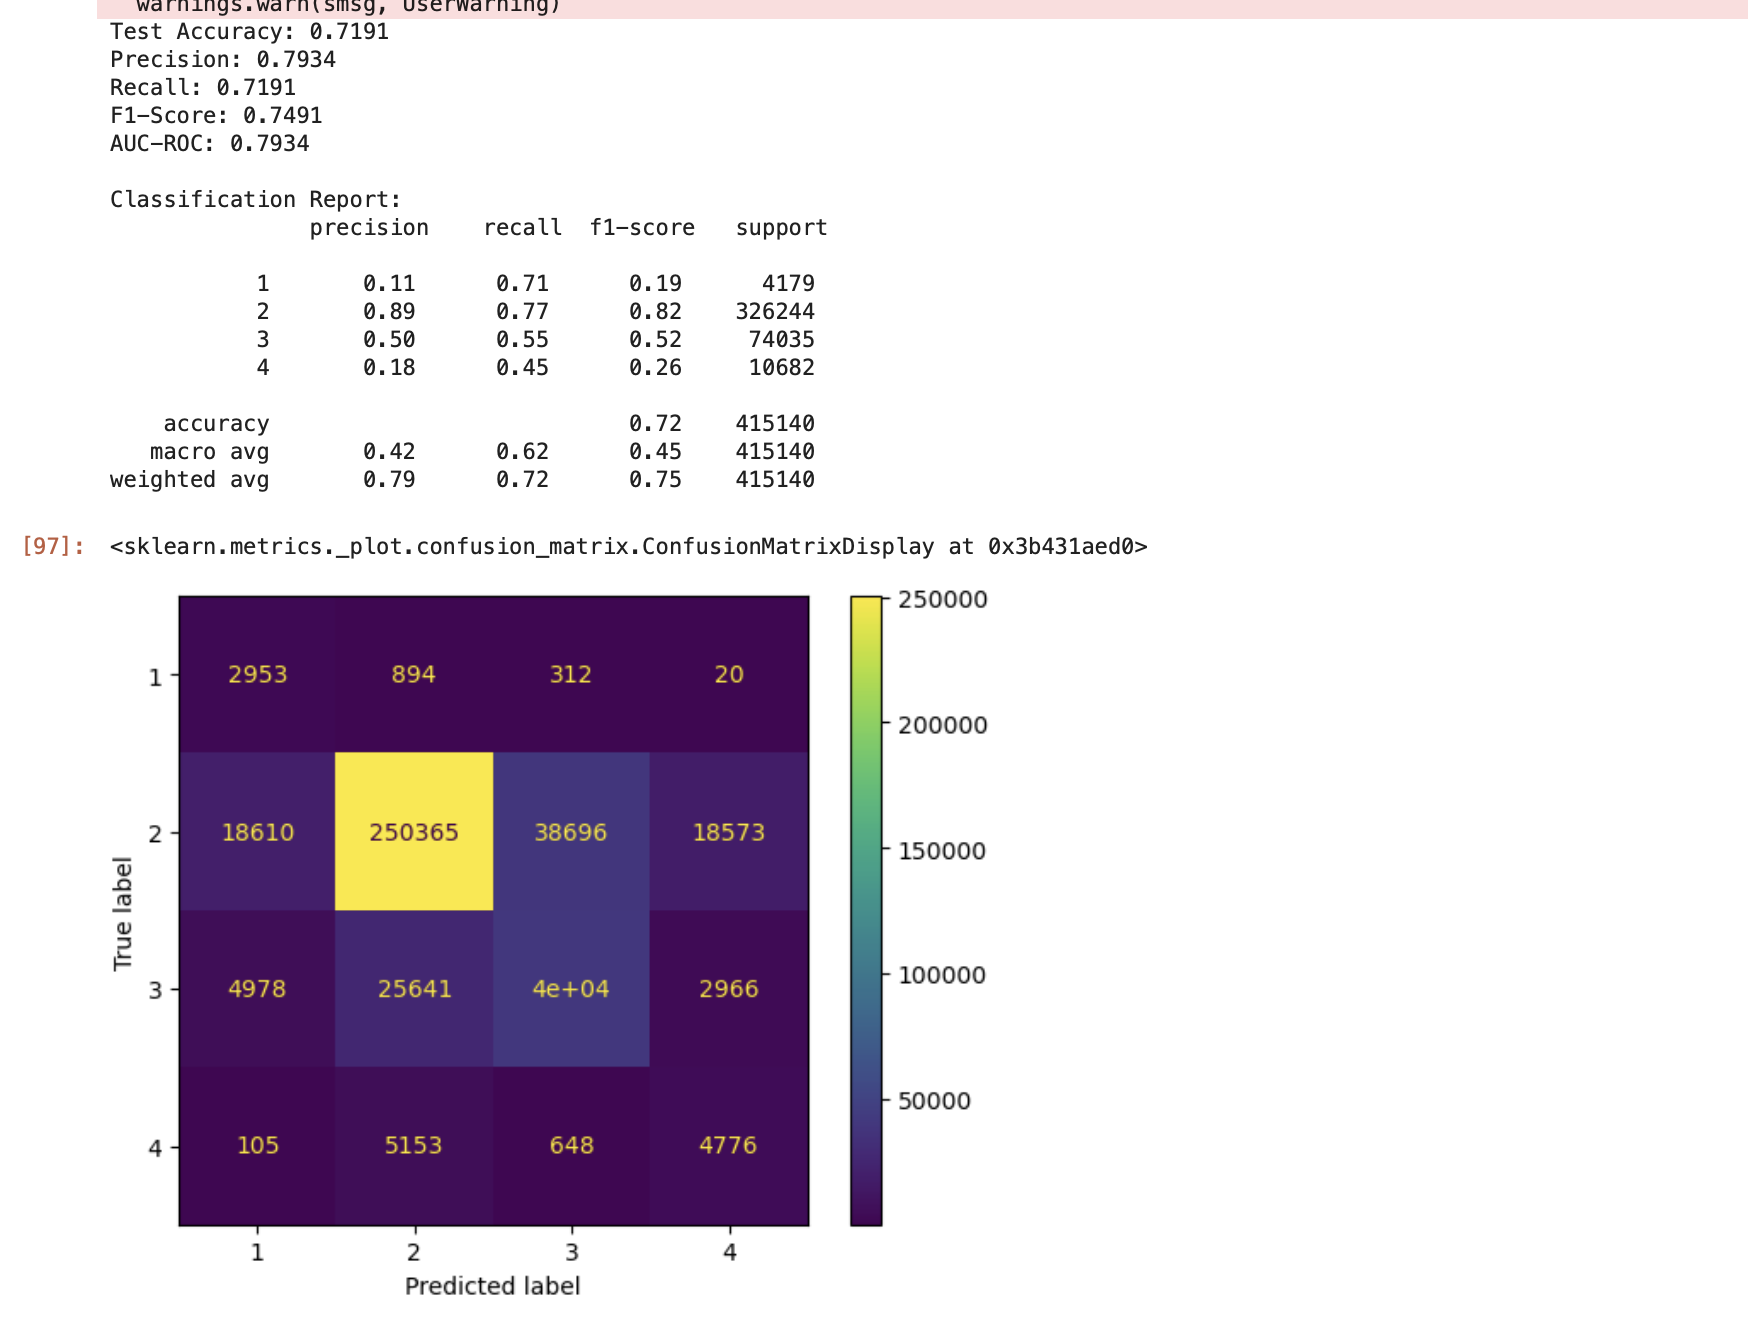 warnings.warn(smsg, UserWarning)
Test Accuracy: 0.7191
Precision: 0.7934
Recall: 0.7191
F1-Score: 0.7491
AUC-ROC: 0.7934
Classification Report:
precision recall f1-score support
1 0.11 0.71 0.19 4179
2 0.89 0.77 0.82 326244
3 0.50 0.55 0.52 74035
4 0.18 0.45 0.26 10682
accuracy 0.72 415140
macro avg 0.42 0.62 0.45 415140
weighted avg 0.79 0.72 0.75 415140
[97]: <sklearn.metrics._plot.confusion_matrix.ConfusionMatrixDisplay at 0x3b431aed0>
250000
1 2953 894 312 20
200000
2 18610 250365 38696 18573
150000
True label
100000
3 4978 25641 4e+04 2966
50000
4 105 5153 648 4776
1 2 3 4
Predicted label